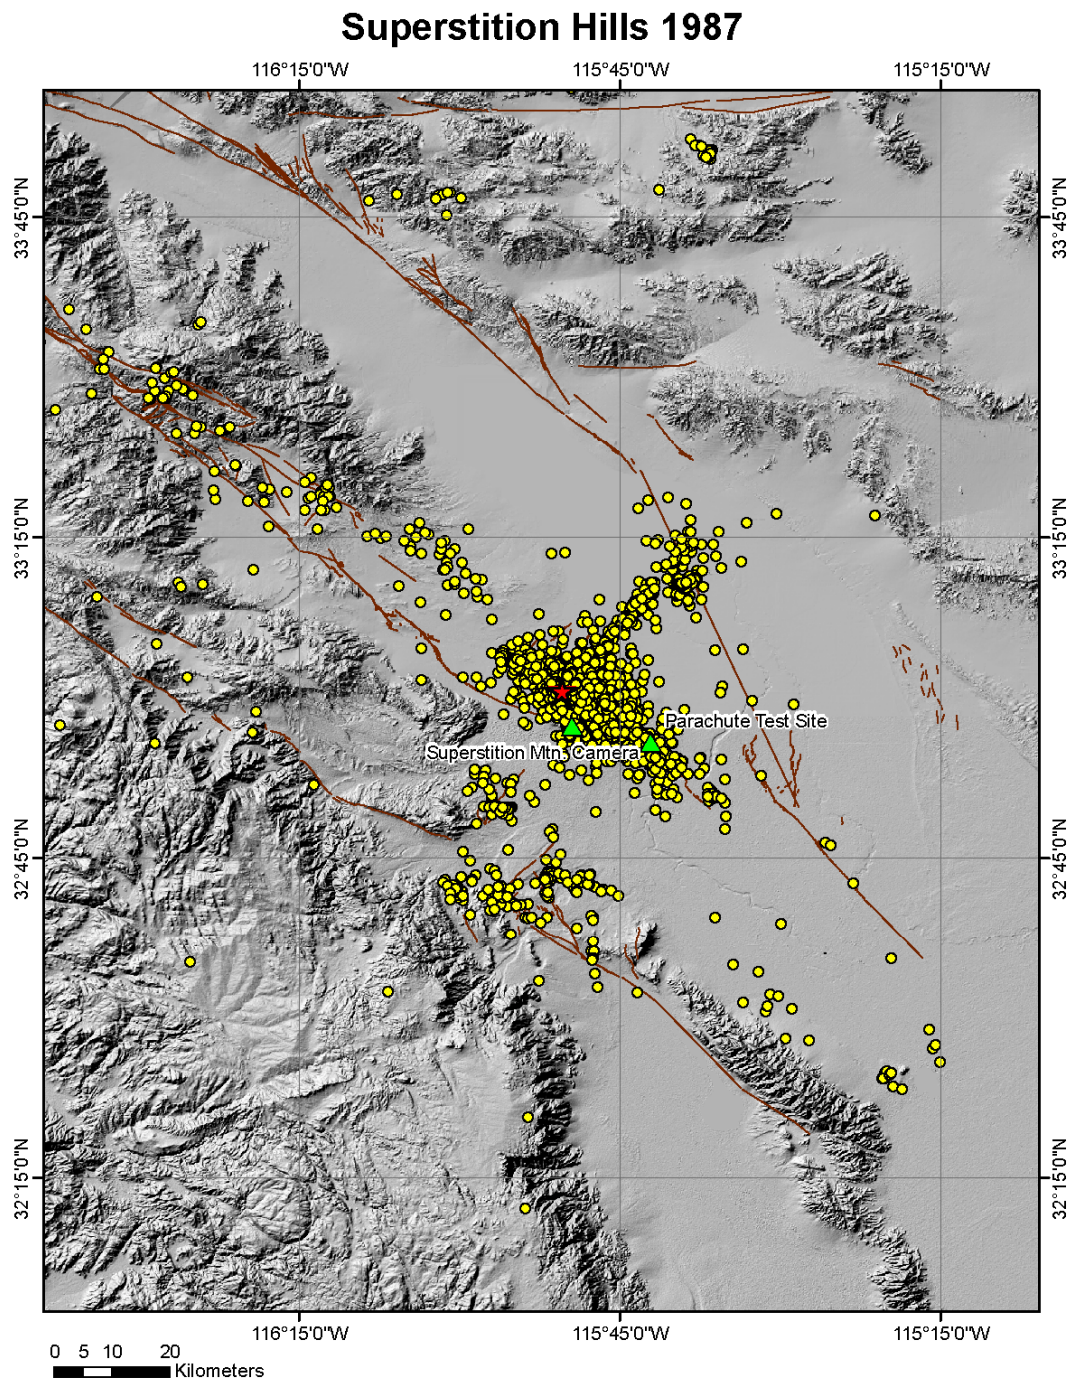 Superstition Hills 1987
116°15'0"W 115°45'0"W 115°15'0"W
33°45'0"N 33°45'0"N
33°15'0"N 33°15'0"N
Parachute Test Site
Superstition Mtn. Camera
32°45'0"N 32°45'0"N
32°15'0"N 32°15'0"N
116°15'0"W 115°45'0"W 115°15'0"W
0 5 10 20
Kilometers